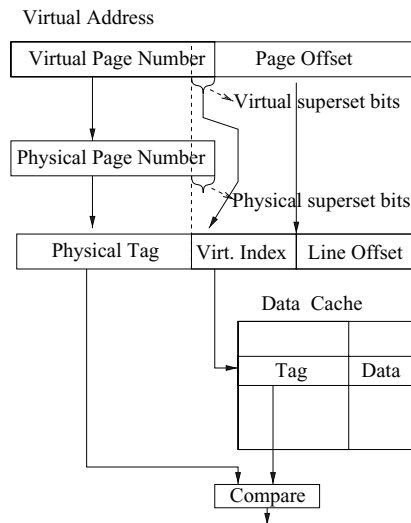 Virtual Address
Virtual Page Number Page Offset
Virtual superset bits
Physical Page Number
Physical superset bits
Physical Tag Virt. Index Line Offset
Data Cache
Tag Data
Compare